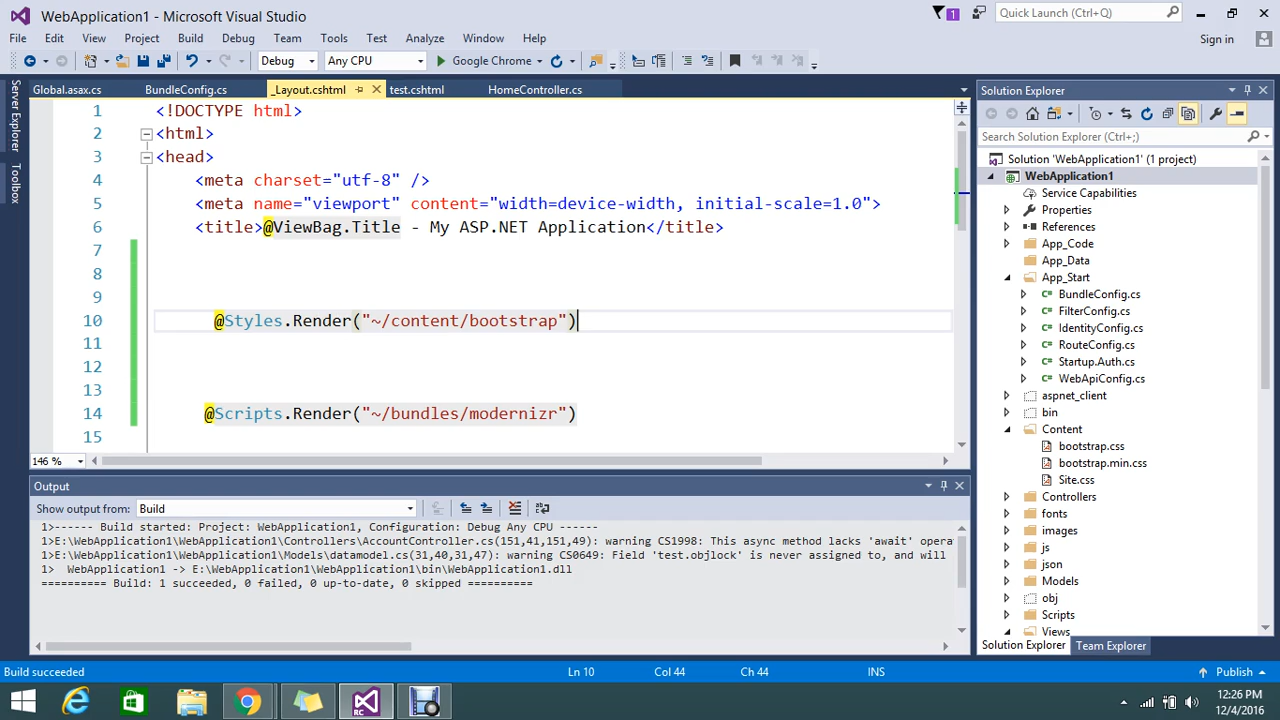 WebApplication1 - Microsoft Visual Studio
1
Quick Launch (Ctrl+Q)
File Edit View Project Build Debug Team Tools Test Analyze Window Help
Sign in
Debug Any CPU Google Chrome
Server Explorer
Toolbox
Global.asax.cs BundleConfig.cs _Layout.cshtml test.cshtml HomeController.cs
1 <!DOCTYPE html>
2 <html>
3 <head>
4 <meta charset="utf-8" />
5 <meta name="viewport" content="width=device-width, initial-scale=1.0">
6 <title>@ViewBag.Title - My ASP.NET Application</title>
7
8
9
10 @Styles.Render("~/content/bootstrap")
11
12
13
14 @Scripts.Render("~/bundles/modernizr")
15
146 %
Output
Show output from: Build
1>------ Build started: Project: WebApplication1, Configuration: Debug Any CPU ------
1>E:\WebApplication1\WebApplication1\Controllers\AccountController.cs(151,41,151,49): warning CS1998: This async method lacks 'await' opera
1>E:\WebApplication1\WebApplication1\Models\datamodel.cs(31,40,31,47): warning CS0649: Field 'test.objlock' is never assigned to, and will
1> WebApplication1 -> E:\WebApplication1\WebApplication1\bin\WebApplication1.dll
========== Build: 1 succeeded, 0 failed, 0 up-to-date, 0 skipped ==========
Solution Explorer
Search Solution Explorer (Ctrl+;)
Solution 'WebApplication1' (1 project)
WebApplication1
Service Capabilities
Properties
References
App_Code
App_Data
App_Start
BundleConfig.cs
FilterConfig.cs
IdentityConfig.cs
RouteConfig.cs
Startup.Auth.cs
WebApiConfig.cs
aspnet_client
bin
Content
bootstrap.css
bootstrap.min.css
Site.css
Controllers
fonts
images
js
json
Models
obj
Scripts
Views
Solution Explorer Team Explorer
Build succeeded Ln 10 Col 44 Ch 44 INS Publish
RC
12:26 PM
12/4/2016